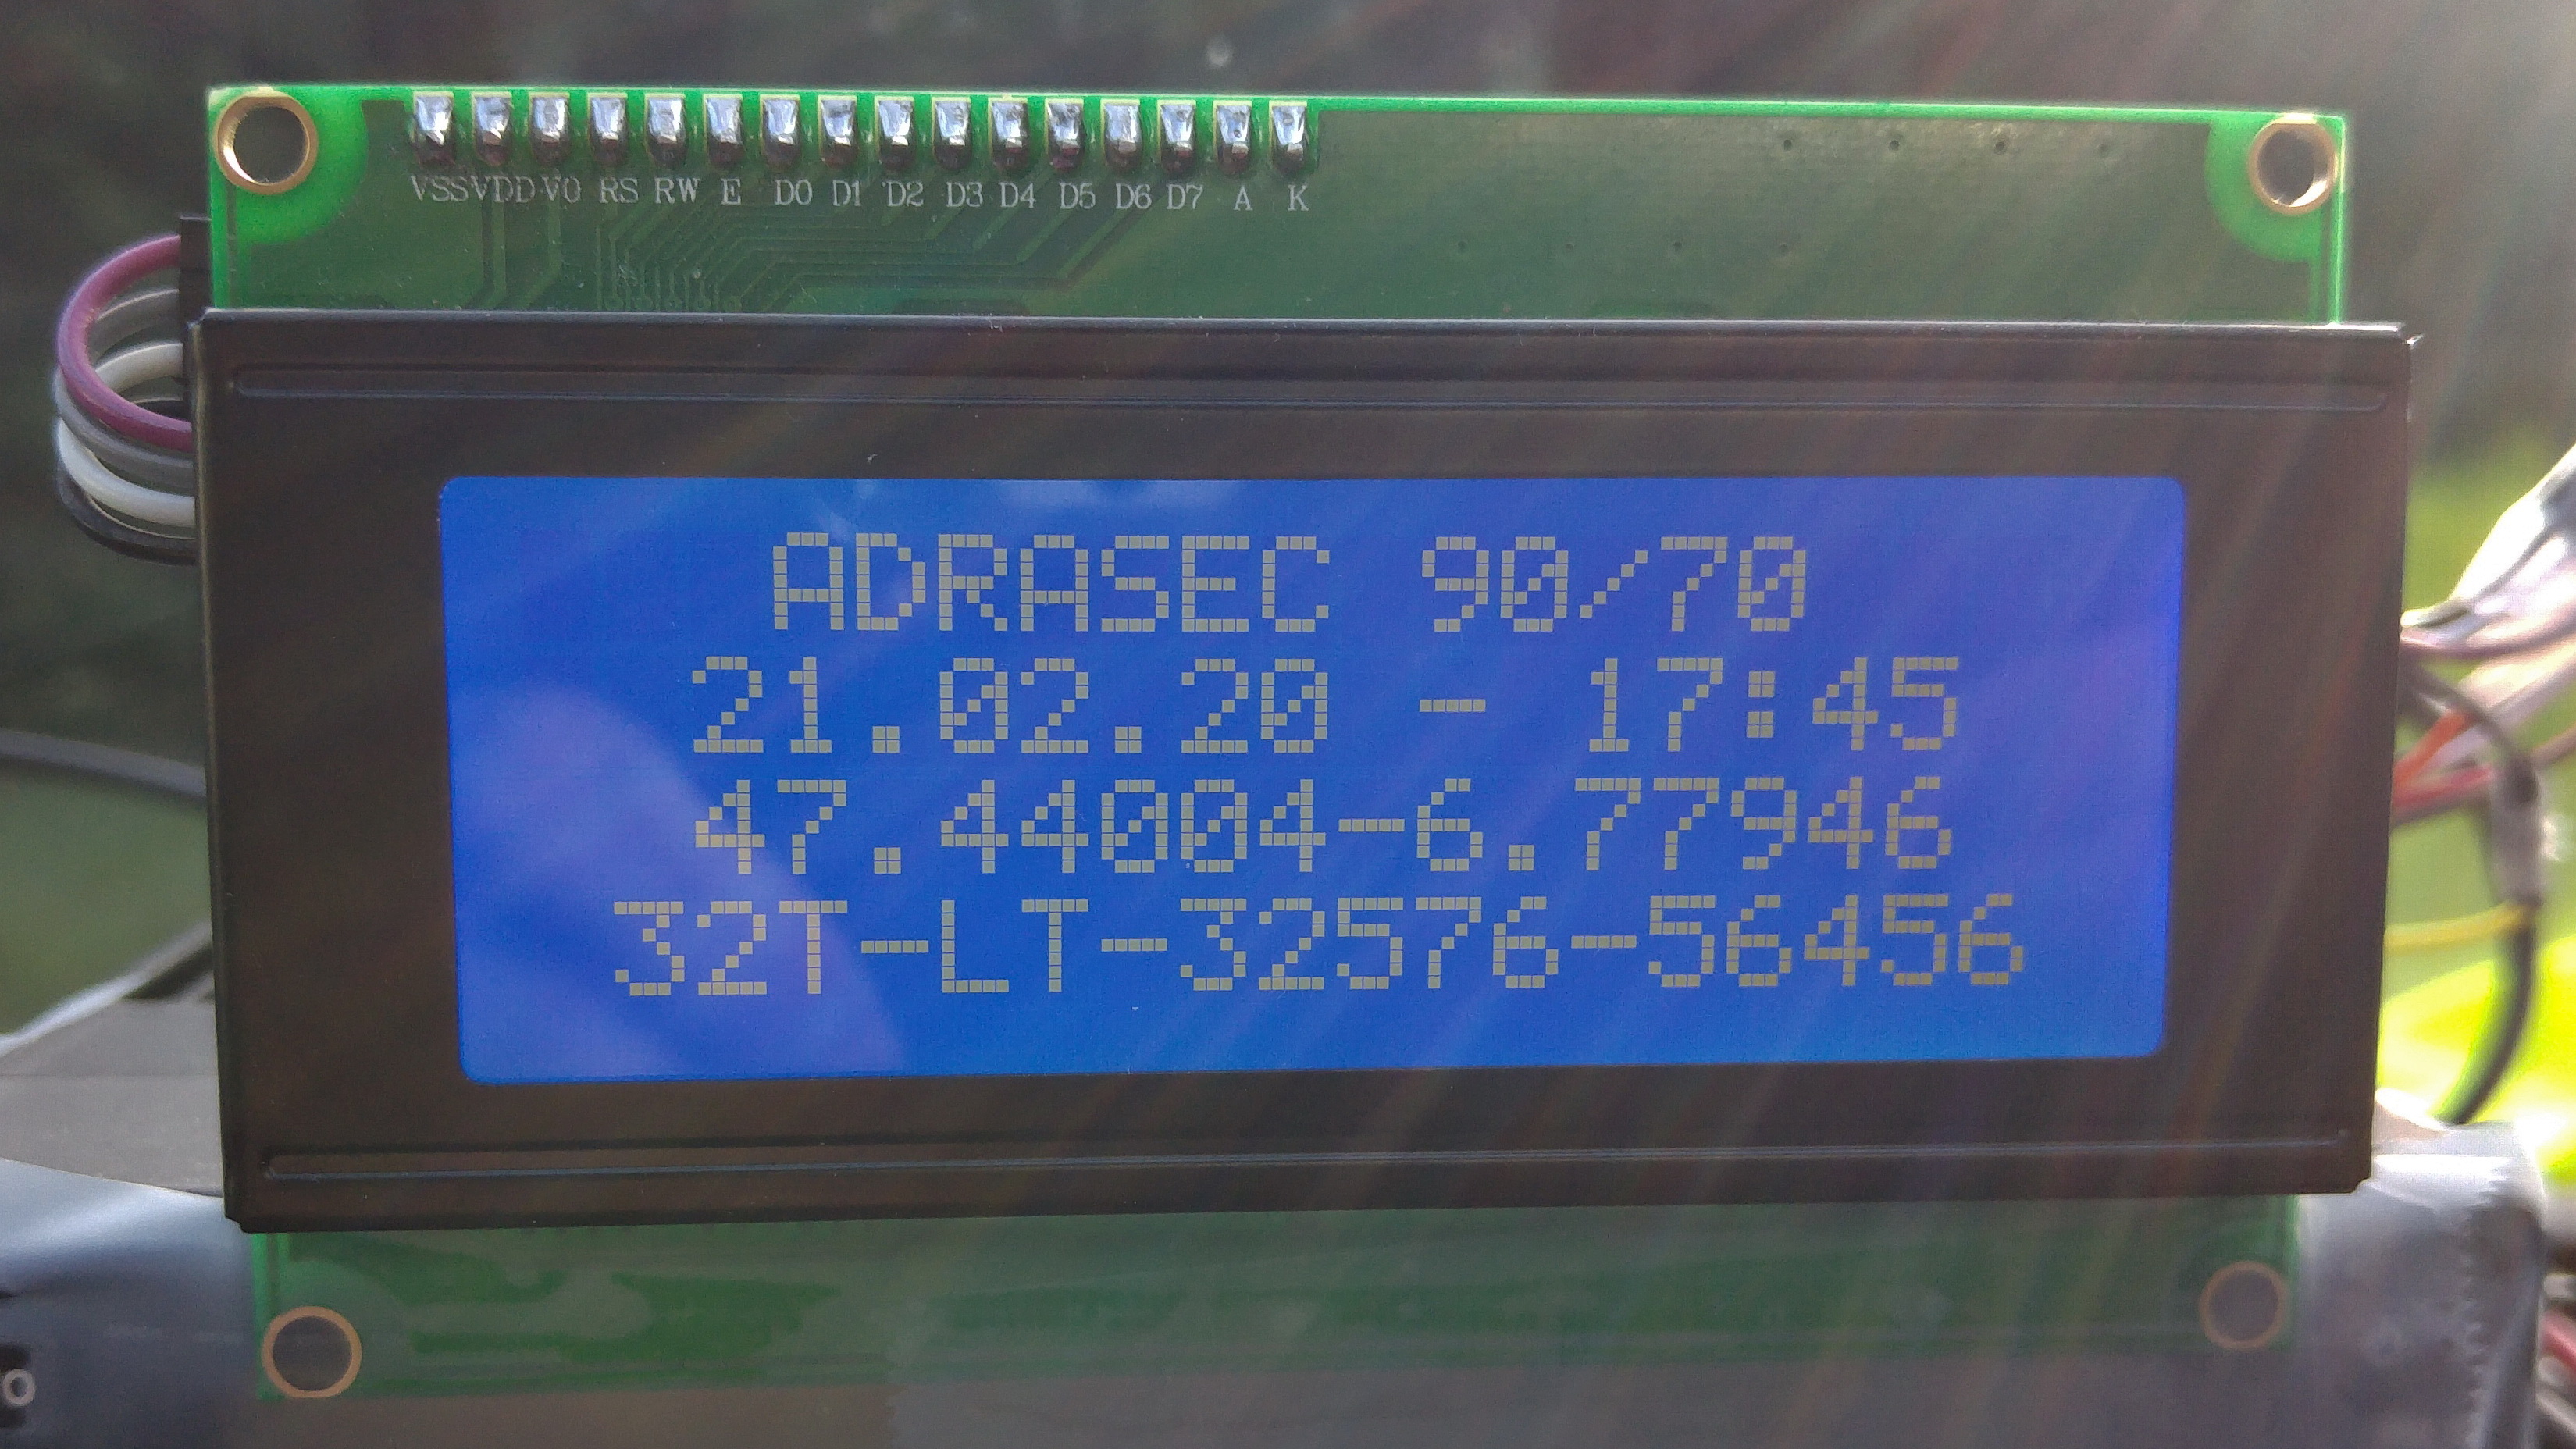 VSS VDD V0 RS RW E D0 D1 D2 D3 D4 D5 D6 D7 A K
ADRASEC 90/70
21.02.20 - 17:45
47.44004-6.77946
32T-LT-32576-56456